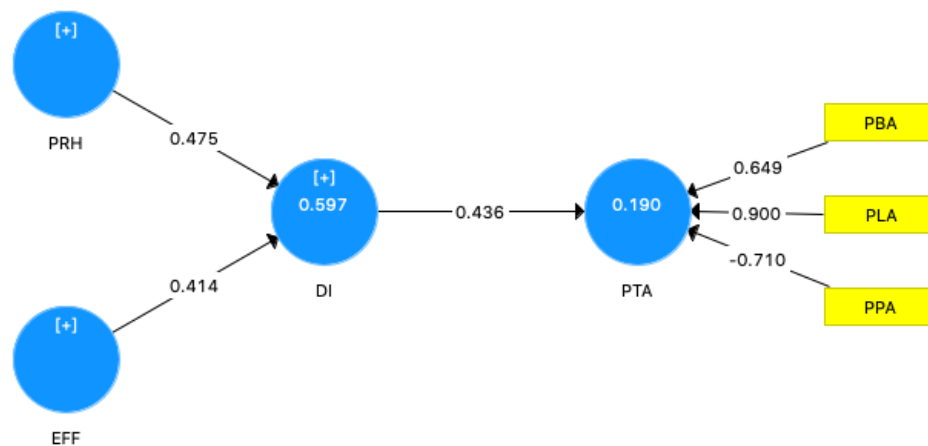 [+]
PRH
0.475
[+]
0.597
DI
0.414
[+]
EFF
0.436
0.190
PTA
PBA
0.649
PLA
0.900
PPA
-0.710